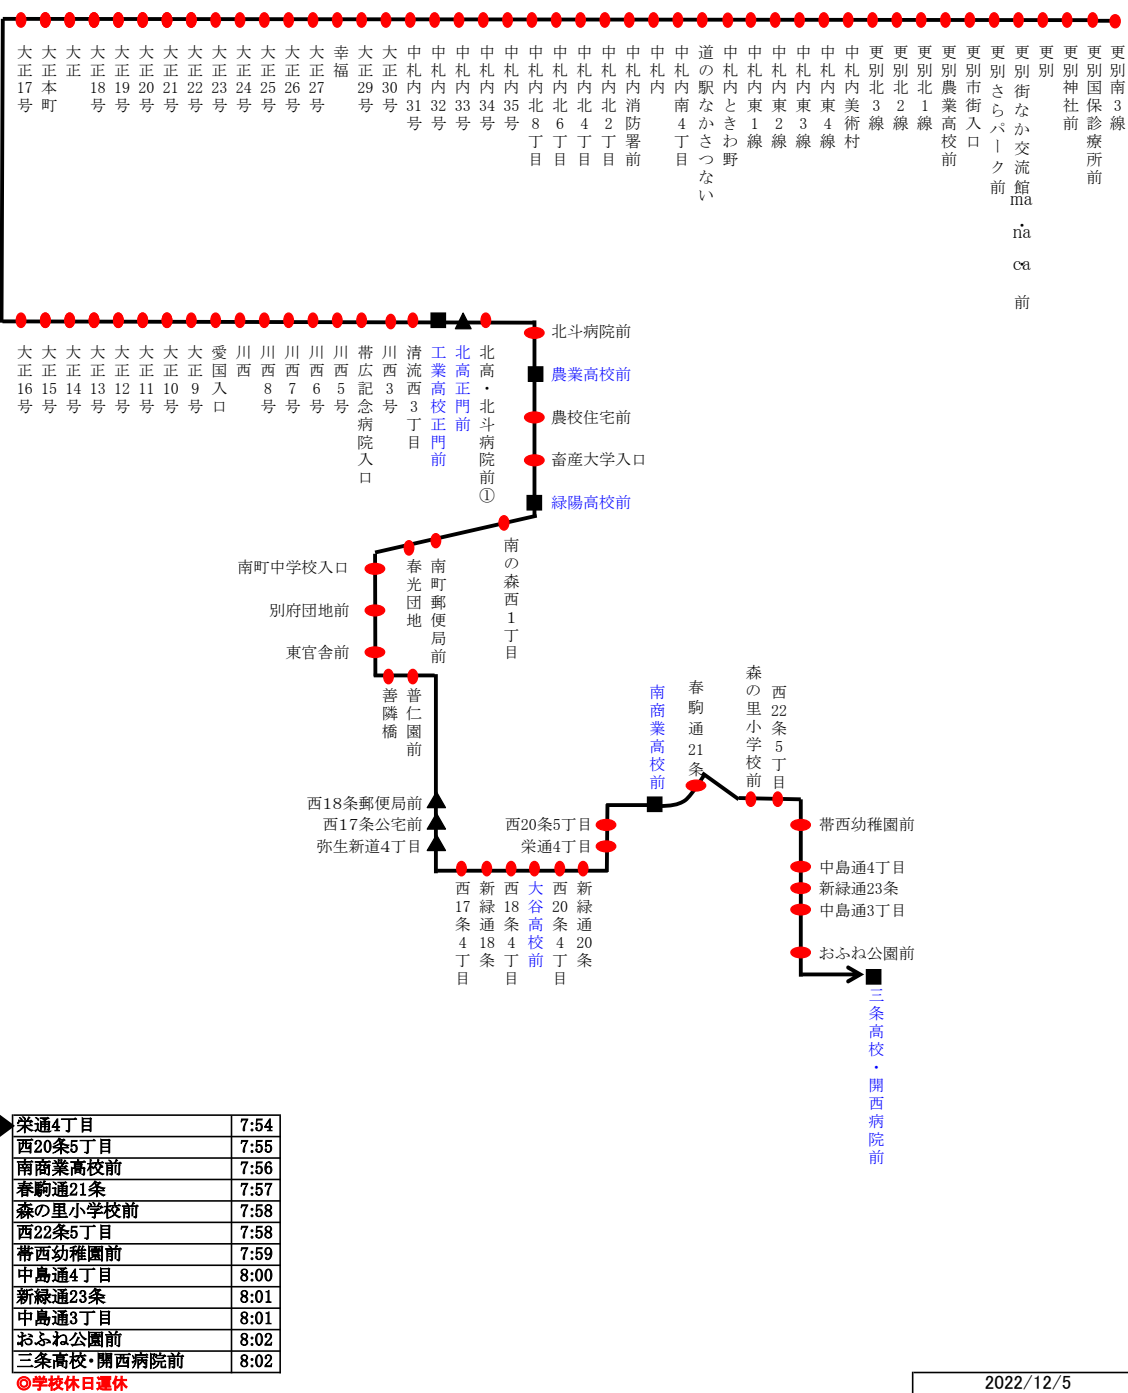 大正17号
大正本町
大正
大正18号
大正19号
大正20号
大正21号
大正22号
大正23号
大正24号
大正25号
大正26号
大正27号
幸福
大正29号
大正30号
中札内31号
中札内32号
中札内33号
中札内34号
中札内35号
中札内北8丁目
中札内北6丁目
中札内北4丁目
中札内北2丁目
中札内消防署前
中札内
中札内南4丁目
道の駅なかさつない
中札内ときわ野
中札内東1線
中札内東2線
中札内東3線
中札内東4線
中札内美術村
更別北3線
更別北2線
更別北1線
更別農業高校前
更別市街入口
更別さらパーク前
更別街なか交流館ma・na・ca前
更別
更別神社前
更別国保診療所前
更別南3線
大正16号
大正15号
大正14号
大正13号
大正12号
大正11号
大正10号
大正9号
愛国入口
川西
川西8号
川西7号
川西6号
川西5号
帯広記念病院入口
川西3号
清流西3丁目
工業高校正門前
北高正門前
北高・北斗病院前①
北斗病院前
農業高校前
農校住宅前
畜産大学入口
緑陽高校前
南の森西1丁目
南町郵便局前
春光団地
南町中学校入口
別府団地前
東官舎前
善隣橋
普仁園前
西18条郵便局前
西17条公宅前
弥生新道4丁目
西17条4丁目
新緑通18条
西18条4丁目
大谷高校前
西20条4丁目
新緑通20条
栄通4丁目
西20条5丁目
南商業高校前
春駒通21条
森の里小学校前
西22条5丁目
帯西幼稚園前
中島通4丁目
新緑通23条
中島通3丁目
おふね公園前
三条高校・開西病院前
栄通4丁目 7:54
西20条5丁目 7:55
南商業高校前 7:56
春駒通21条 7:57
森の里小学校前 7:58
西22条5丁目 7:58
帯西幼稚園前 7:59
中島通4丁目 8:00
新緑通23条 8:01
中島通3丁目 8:01
おふね公園前 8:02
三条高校・開西病院前 8:02
◎学校休日運休
2022/12/5